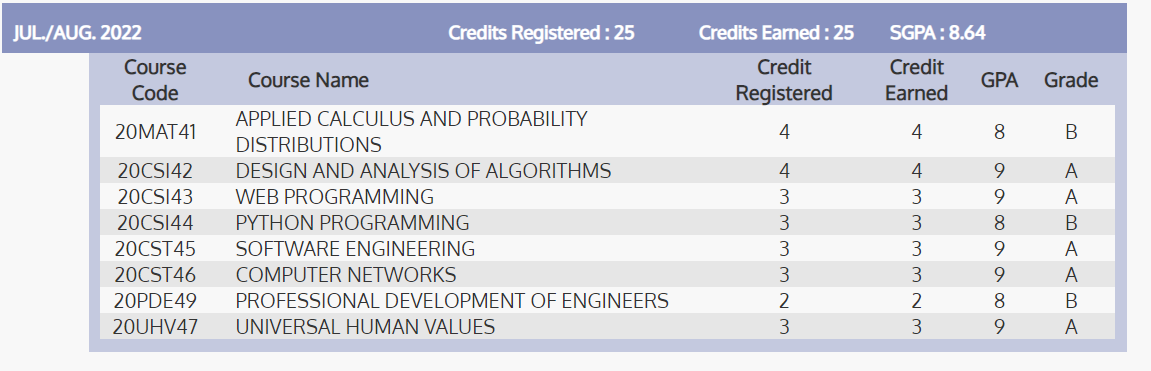 JUL./AUG. 2022 Credits Registered : 25 Credits Earned : 25 SGPA : 8.64
Course Code Course Name Credit Registered Credit Earned GPA Grade
20MAT41 APPLIED CALCULUS AND PROBABILITY DISTRIBUTIONS 4 4 8 B
20CSI42 DESIGN AND ANALYSIS OF ALGORITHMS 4 4 9 A
20CSI43 WEB PROGRAMMING 3 3 9 A
20CSI44 PYTHON PROGRAMMING 3 3 8 B
20CST45 SOFTWARE ENGINEERING 3 3 9 A
20CST46 COMPUTER NETWORKS 3 3 9 A
20PDE49 PROFESSIONAL DEVELOPMENT OF ENGINEERS 2 2 8 B
20UHV47 UNIVERSAL HUMAN VALUES 3 3 9 A